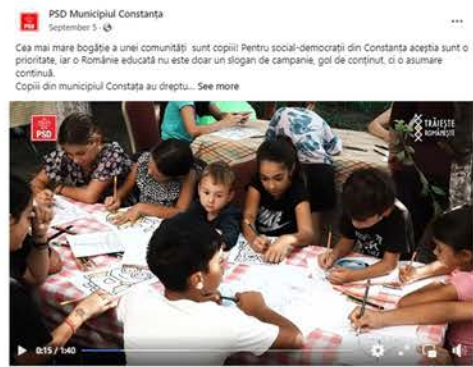 PSD Municipiul Constanța
September 5 ·
Cea mai mare bogăție a unei comunități sunt copiii! Pentru social-democrații din Constanța aceștia sunt o
prioritate, iar o Românie educată nu este doar un slogan de campanie, gol de conținut, ci o asumare
continuă.
Copiii din municipiul Constața au dreptu... See more
PSD
TRĂIEȘTE
ROMÂNEȘTE
0:15 / 1:40